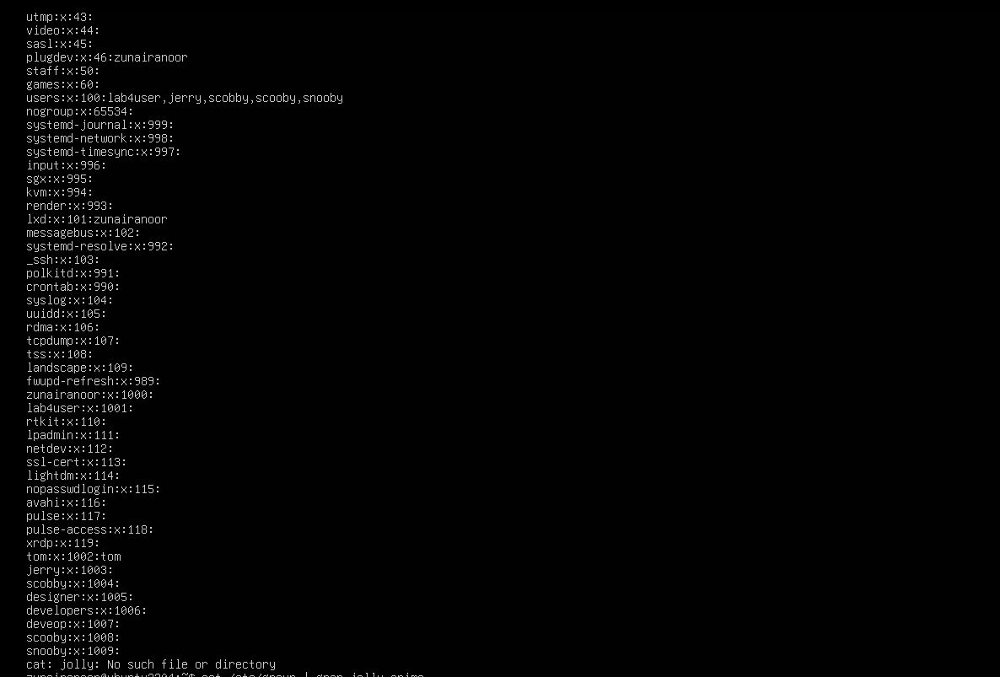 utmp:x:43:
video:x:44:
sasl:x:45:
plugdev:x:46:zunairanoor
staff:x:50:
games:x:60:
users:x:100:lab4user,jerry,scobby,scooby,snooby
nogroup:x:65534:
systemd-journal:x:999:
systemd-network:x:998:
systemd-timesync:x:997:
input:x:996:
sgx:x:995:
kvm:x:994:
render:x:993:
lxd:x:101:zunairanoor
messagebus:x:102:
systemd-resolve:x:992:
_ssh:x:103:
polkitd:x:991:
crontab:x:990:
syslog:x:104:
uuidd:x:105:
rdma:x:106:
tcpdump:x:107:
tss:x:108:
landscape:x:109:
fwupd-refresh:x:989:
zunairanoor:x:1000:
lab4user:x:1001:
rtkit:x:110:
lpadmin:x:111:
netdev:x:112:
ssl-cert:x:113:
lightdm:x:114:
nopasswdlogin:x:115:
avahi:x:116:
pulse:x:117:
pulse-access:x:118:
xrdp:x:119:
tom:x:1002:tom
jerry:x:1003:
scobby:x:1004:
designer:x:1005:
developers:x:1006:
deveop:x:1007:
scooby:x:1008:
snooby:x:1009:
cat: jolly: No such file or directory
cat /etc/group | grep jolly